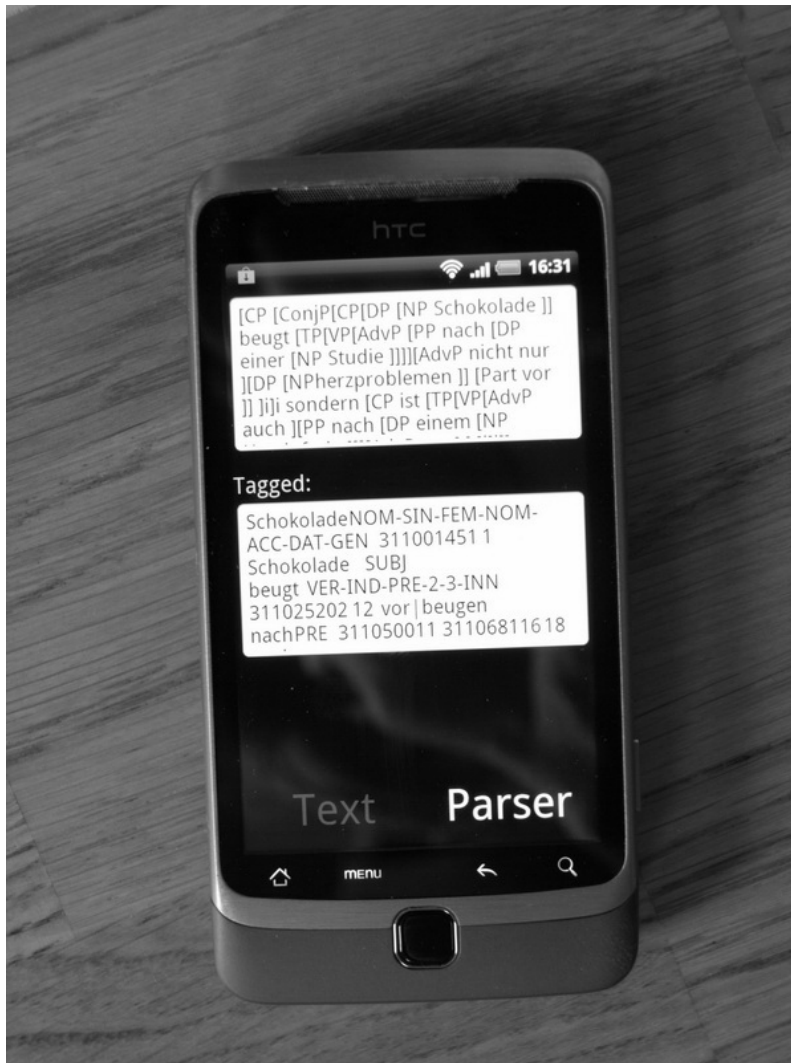 hTC
16:31
[CP [ConjP[CP[DP [NP Schokolade ]]
beugt [TP[VP[AdvP [PP nach [DP
einer [NP Studie ]]]][AdvP nicht nur
][DP [NPherzproblemen ]] [Part vor
]] ]i]i sondern [CP ist [TP[VP[AdvP
auch ][PP nach [DP einem [NP
Tagged:
SchokoladeNOM-SIN-FEM-NOM-
ACC-DAT-GEN 311001451 1
Schokolade SUBJ
beugt VER-IND-PRE-2-3-INN
311025202 12 vor|beugen
nachPRE 311050011 31106811618
Text Parser
MENU